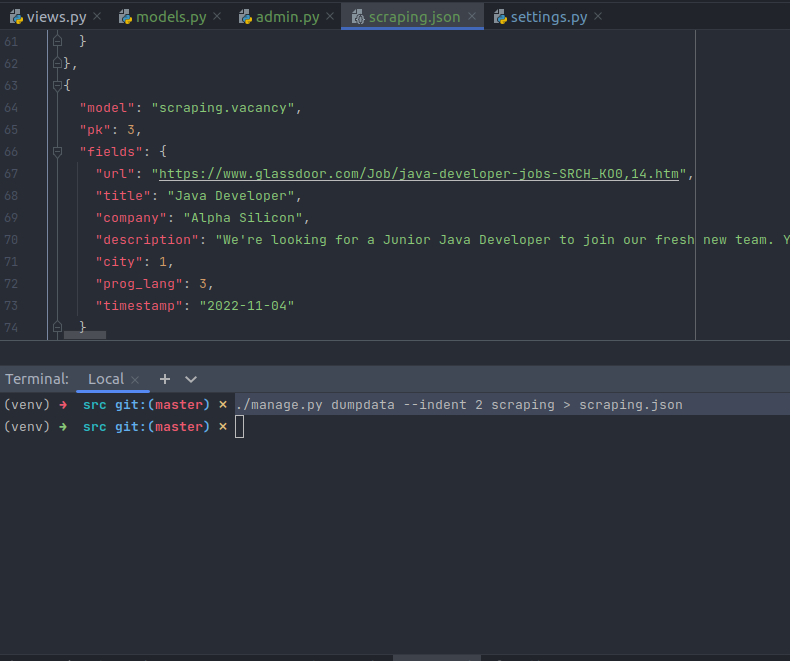 views.py models.py admin.py scraping.json settings.py
61 }
62 },
63 {
64 "model": "scraping.vacancy",
65 "pk": 3,
66 "fields": {
67 "url": "https://www.glassdoor.com/Job/java-developer-jobs-SRCH_KO0,14.htm",
68 "title": "Java Developer",
69 "company": "Alpha Silicon",
70 "description": "We're looking for a Junior Java Developer to join our fresh new team. Y
71 "city": 1,
72 "prog_lang": 3,
73 "timestamp": "2022-11-04"
74 }
Terminal: Local
(venv) ➜ src git:(master) ✗ ./manage.py dumpdata --indent 2 scraping > scraping.json
(venv) ➜ src git:(master) ✗